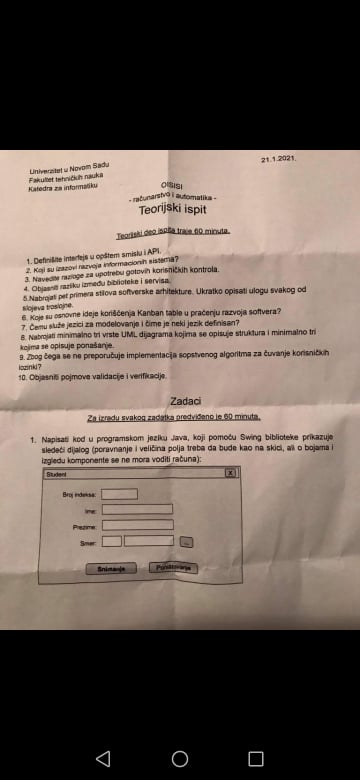 Univerzitet u Novom Sadu
21.1.2021.
Fakultet tehničkih nauka
Katedra za informatiku
OISISI
- računarstvo i automatika -
Teorijski ispit
Teorijski deo ispita traje 60 minuta.
1. Definišite interfejs u opštem smislu i API.
2. Koji su izazovi razvoja informacionih sistema?
3. Navedite razloge za upotrebu gotovih korisničkih kontrola.
4. Objasniti razliku između biblioteke i servisa.
5.Nabrojati pet primera stilova softverske arhitekture. Ukratko opisati ulogu svakog od
slojeva troslojne.
6. Koje su osnovne ideje korišćenja Kanban table u praćenju razvoja softvera?
7. Čemu služe jezici za modelovanje i čime je neki jezik definisan?
8. Nabrojati minimalno tri vrste UML dijagrama kojima se opisuje struktura i minimalno tri
kojima se opisuje ponašanje.
9. Zbog čega se ne preporučuje implementacija sopstvenog algoritma za čuvanje korisničkih
lozinki?
10. Objasniti pojmove validacije i verifikacije.
Zadaci
Za izradu svakog zadatka predviđeno je 60 minuta.
1. Napisati kod u programskom jeziku Java, koji pomoću Swing biblioteke prikazuje
sledeći dijalog (poravnanje i veličina polja treba da bude kao na skici, ali o bojama i
izgledu komponente se ne mora voditi računa):
Student
X
Broj indeksa:
Ime:
Prezime:
Smer:
...
Snimanje
Poništavanje